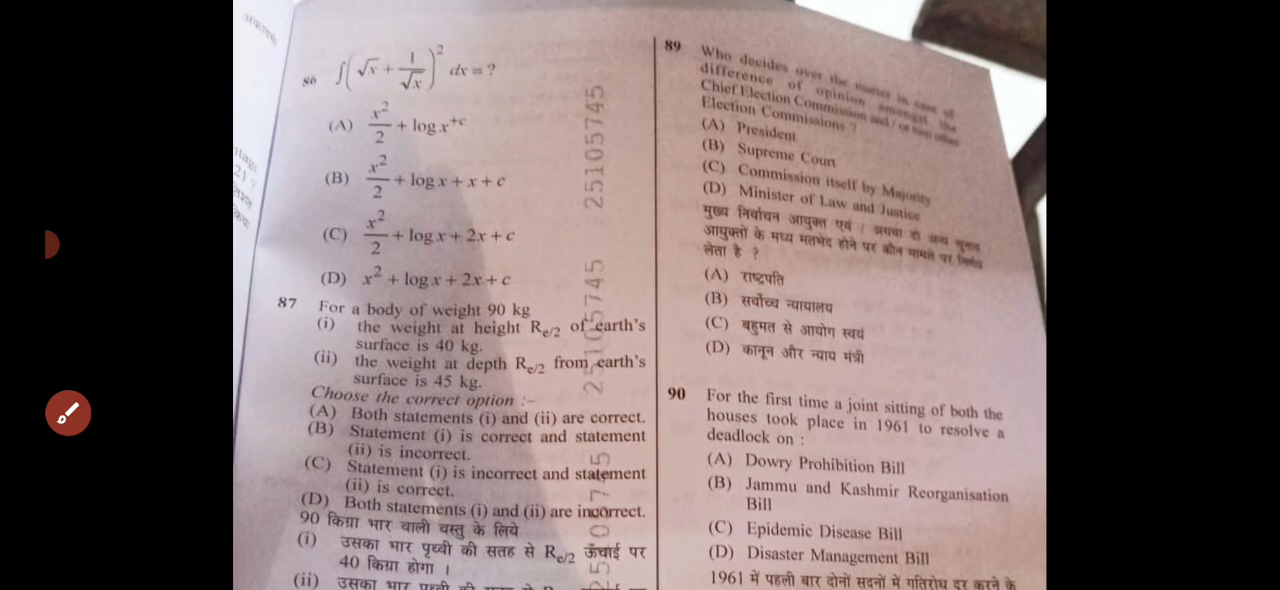 86 ∫(√x + 1/√x)² dx = ?
(A) x²/2 + log x⁺ᶜ
(B) x²/2 + log x + x + c
(C) x²/2 + log x + 2x + c
(D) x² + log x + 2x + c
87 For a body of weight 90 kg
(i) the weight at height Re/2 of earth's
surface is 40 kg.
(ii) the weight at depth Re/2 from earth's
surface is 45 kg.
Choose the correct option :–
(A) Both statements (i) and (ii) are correct.
(B) Statement (i) is correct and statement
(ii) is incorrect.
(C) Statement (i) is incorrect and statement
(ii) is correct.
(D) Both statements (i) and (ii) are incorrect.
90 किग्रा भार वाली वस्तु के लिये
(i) उसका भार पृथ्वी की सतह से Re/2 ऊँचाई पर
40 किग्रा होगा ।
(ii) उसका भार पृथ्वी की
25105745
25105745
89 Who decides over the matter in case of
difference of opinion amongst the
Chief Election Commission and / or two other
Election Commissions ?
(A) President
(B) Supreme Court
(C) Commission itself by Majority
(D) Minister of Law and Justice
मुख्य निर्वाचन आयुक्त एवं / अथवा दो अन्य चुनाव
आयुक्तों के मध्य मतभेद होने पर कौन मामले पर निर्णय
लेता है ?
(A) राष्ट्रपति
(B) सर्वोच्च न्यायालय
(C) बहुमत से आयोग स्वयं
(D) कानून और न्याय मंत्री
90 For the first time a joint sitting of both the
houses took place in 1961 to resolve a
deadlock on :
(A) Dowry Prohibition Bill
(B) Jammu and Kashmir Reorganisation
Bill
(C) Epidemic Disease Bill
(D) Disaster Management Bill
1961 में पहली बार दोनों सदनों में गतिरोध दूर करने के